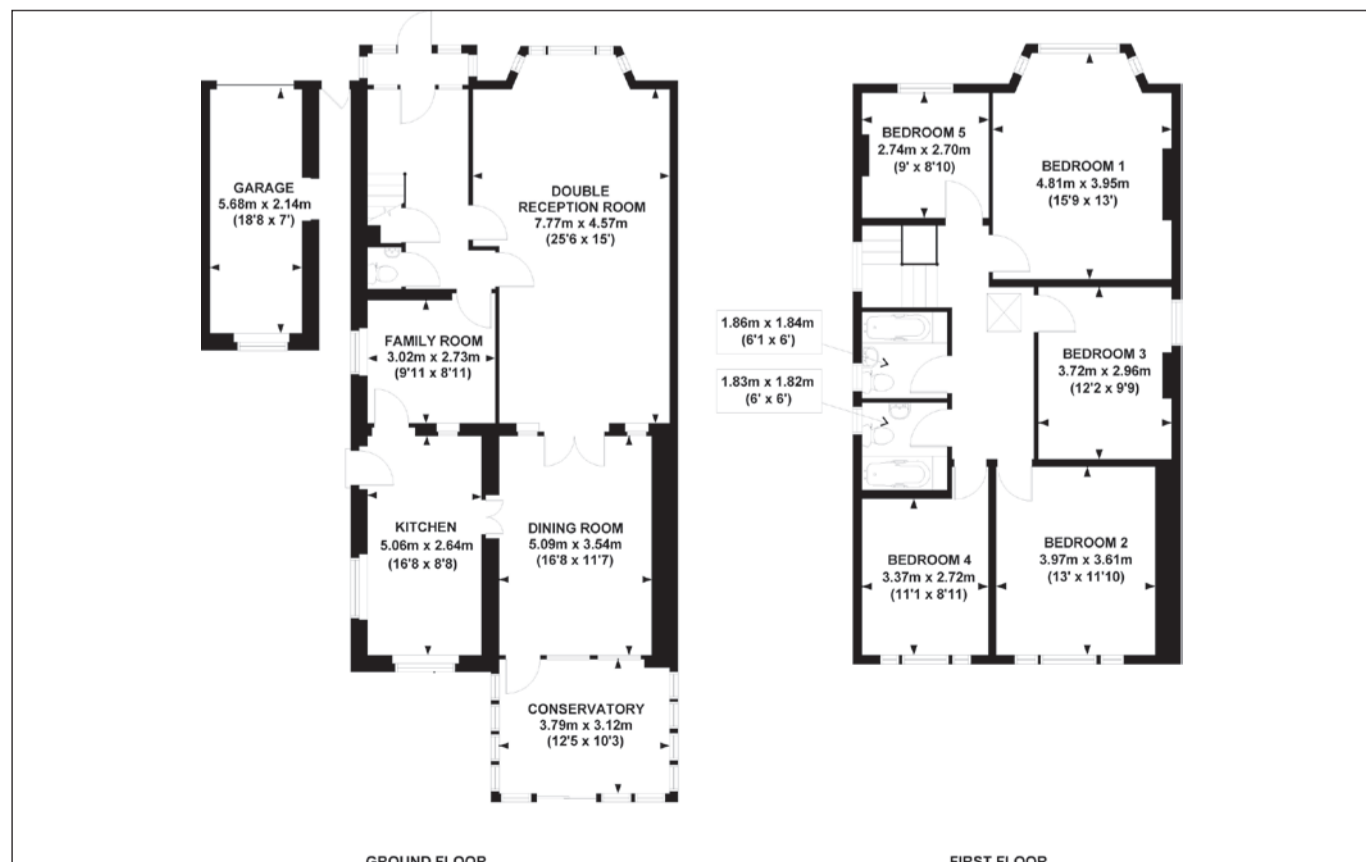 GARAGE
5.68m x 2.14m
(18'8 x 7')
DOUBLE
RECEPTION ROOM
7.77m x 4.57m
(25'6 x 15')
FAMILY ROOM
3.02m x 2.73m
(9'11 x 8'11)
KITCHEN
5.06m x 2.64m
(16'8 x 8'8)
DINING ROOM
5.09m x 3.54m
(16'8 x 11'7)
CONSERVATORY
3.79m x 3.12m
(12'5 x 10'3)
GROUND FLOOR
BEDROOM 5
2.74m x 2.70m
(9' x 8'10)
BEDROOM 1
4.81m x 3.95m
(15'9 x 13')
1.86m x 1.84m
(6'1 x 6')
1.83m x 1.82m
(6' x 6')
BEDROOM 3
3.72m x 2.96m
(12'2 x 9'9)
BEDROOM 4
3.37m x 2.72m
(11'1 x 8'11)
BEDROOM 2
3.97m x 3.61m
(13' x 11'10)
FIRST FLOOR